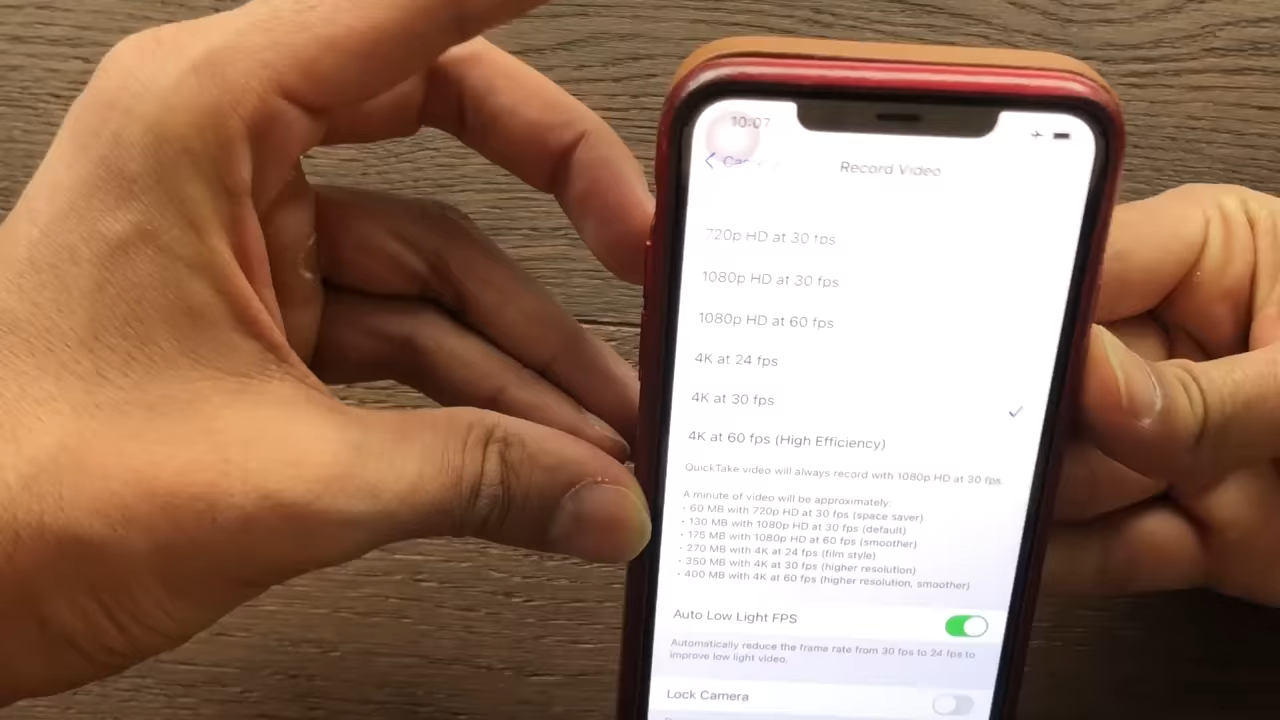 10:07
Record Video
720p HD at 30 fps
1080p HD at 30 fps
1080p HD at 60 fps
4K at 24 fps
4K at 30 fps
4K at 60 fps (High Efficiency)
QuickTake video will always record with 1080p HD at 30 fps.
A minute of video will be approximately:
• 60 MB with 720p HD at 30 fps (space saver)
• 130 MB with 1080p HD at 30 fps (default)
• 175 MB with 1080p HD at 60 fps (smoother)
• 270 MB with 4K at 24 fps (film style)
• 350 MB with 4K at 30 fps (higher resolution)
• 400 MB with 4K at 60 fps (higher resolution, smoother)
Auto Low Light FPS
Automatically reduce the frame rate from 30 fps to 24 fps to
improve low light video.
Lock Camera